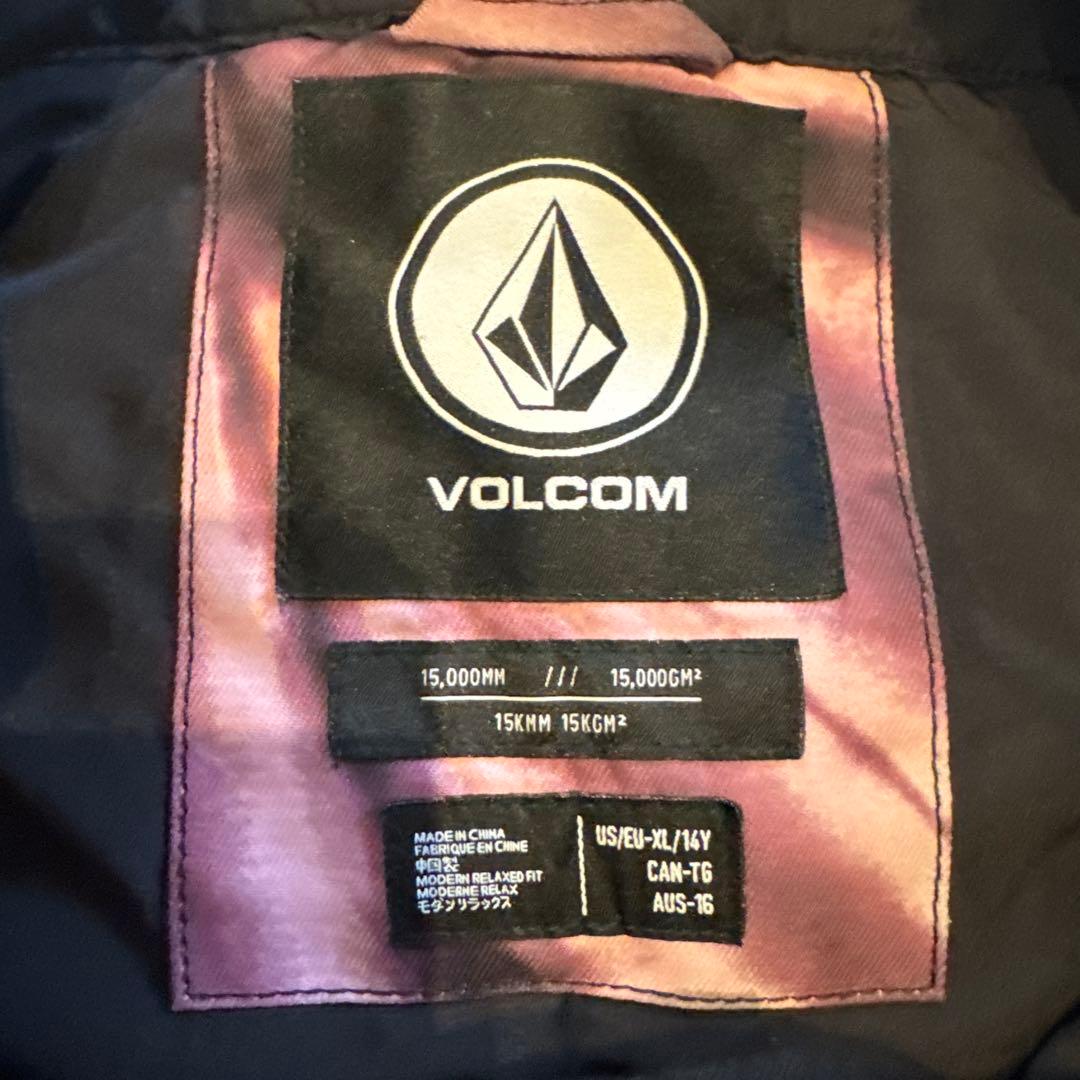 VOLCOM
15,000MM /// 15,000GM²
15KMM 15KGM²
MADE IN CHINA
FABRIQUE EN CHINE
中国製
MODERN RELAXED FIT
MODERNE RELAX
モダンリラックス
US/EU-XL/14Y
CAN-TG
AUS-16